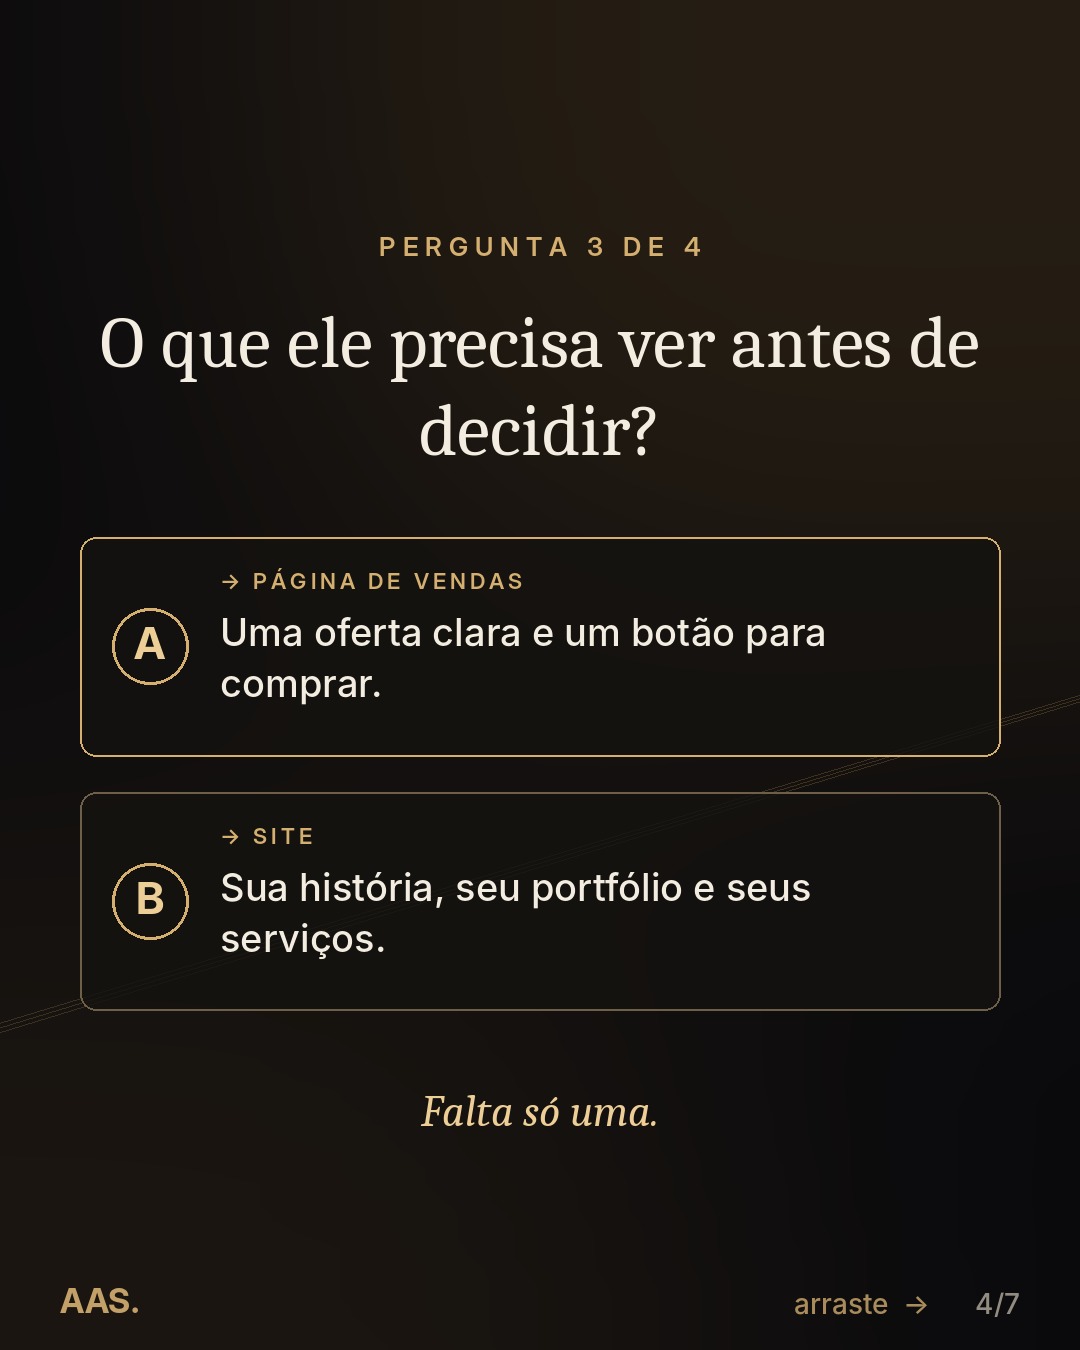 PERGUNTA 3 DE 4
O que ele precisa ver antes de
decidir?
→ PÁGINA DE VENDAS
A
Uma oferta clara e um botão para
comprar.
→ SITE
B
Sua história, seu portfólio e seus
serviços.
Falta só uma.
AAS.
arraste → 4/7